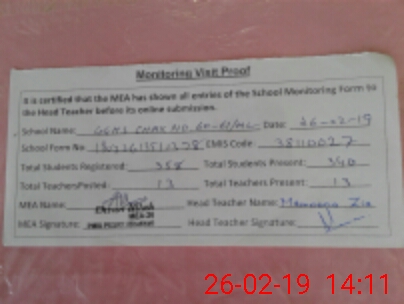 Monitoring Visit Proof
It is certified that the MEA has shown all entries of the School Monitoring Form to
the Head Teacher before its online submission.
School Name: Date: 26-02-19
School Form No. EMIS Code: 38110027
Total Students Registered: 358 Total Students Present: 340
Total Teachers Posted: 13 Total Teachers Present: 13
MEA Name: Head Teacher Name: Zia
MEA Signature: Head Teacher Signature:
26-02-19 14:11